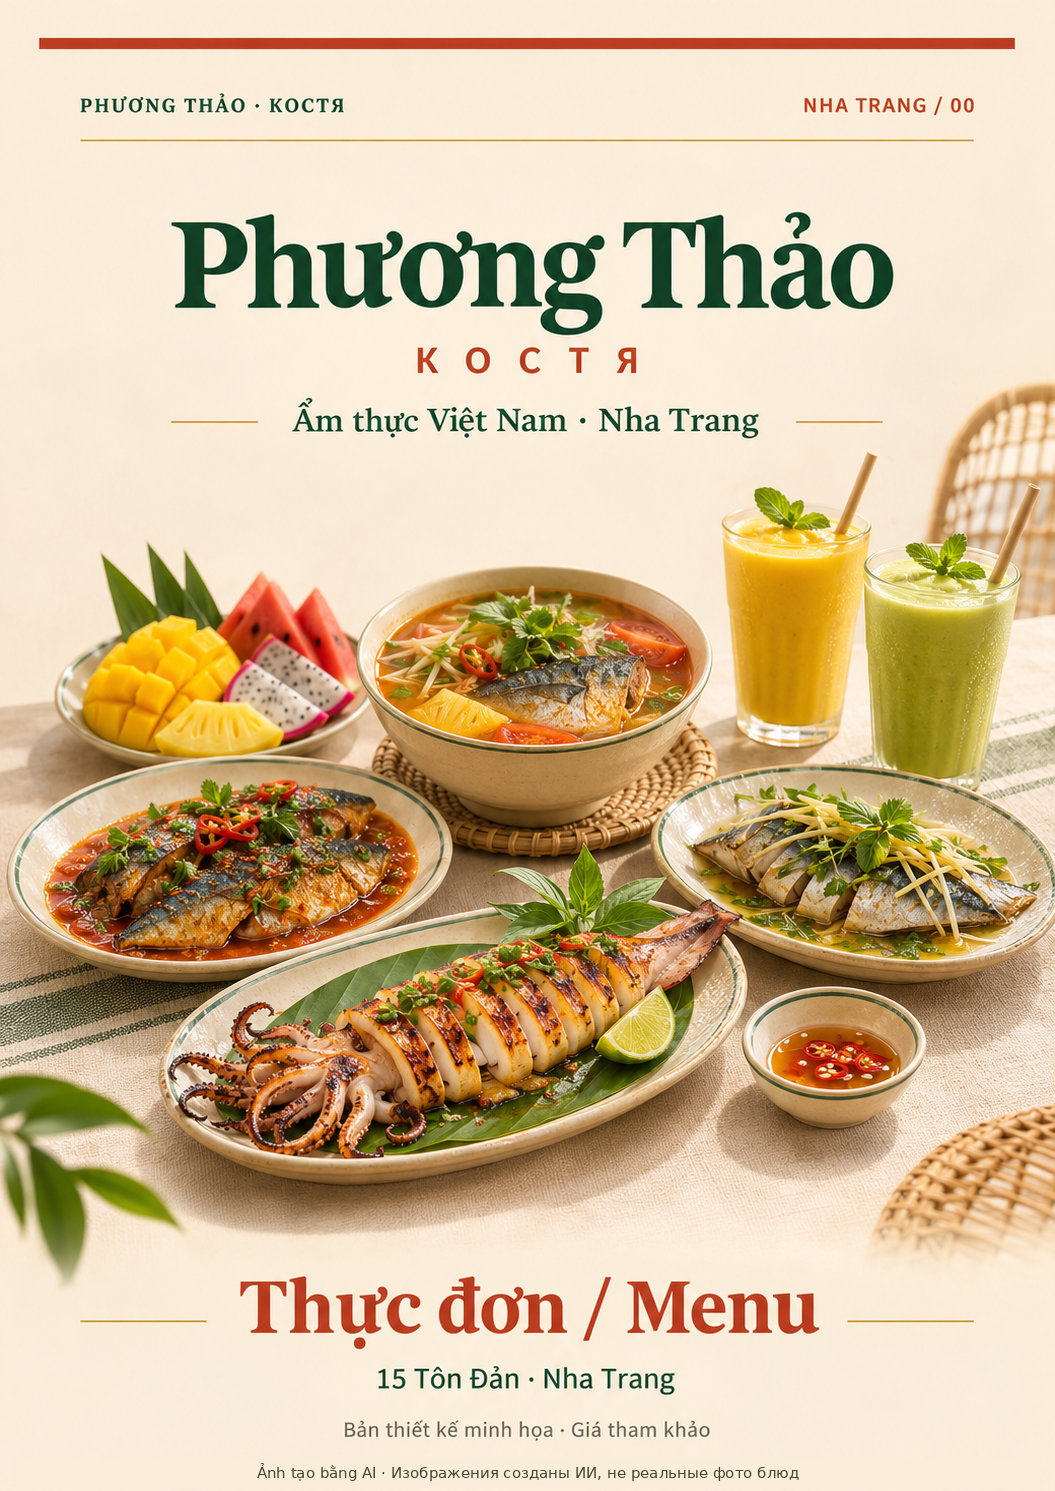 PHƯƠNG THẢO · КОСТЯ
NHA TRANG / 00
Phương Thảo
КОСТЯ
Ẩm thực Việt Nam · Nha Trang
Thực đơn / Menu
15 Tôn Đản · Nha Trang
Bản thiết kế minh họa · Giá tham khảo
Ảnh tạo bằng AI · Изображения созданы ИИ, не реальные фото блюд